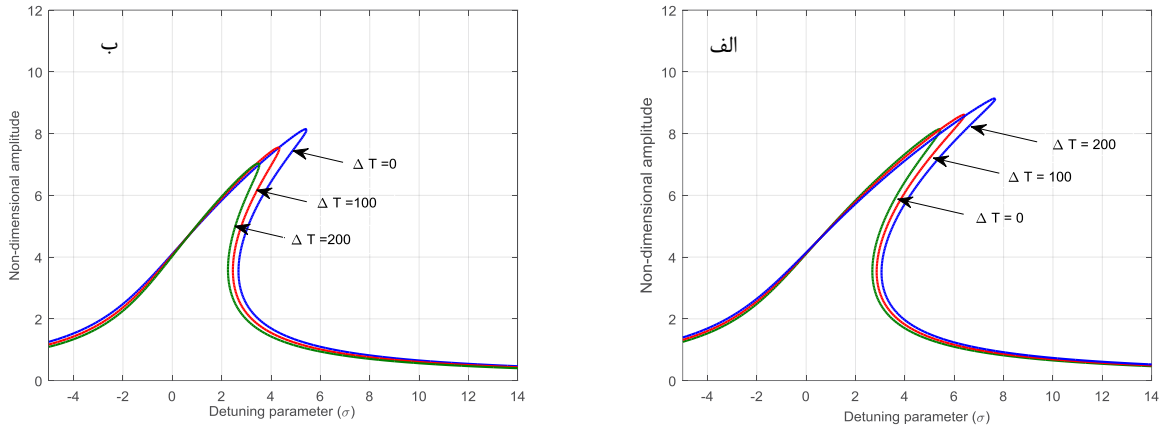 ب
12
10
8
6
4
2
0
Non-dimensional amplitude
Δ T =0
Δ T =100
Δ T =200
-4 -2 0 2 4 6 8 10 12 14
Detuning parameter (σ)
الف
12
10
8
6
4
2
0
Non-dimensional amplitude
Δ T = 200
Δ T = 100
Δ T = 0
-4 -2 0 2 4 6 8 10 12 14
Detuning parameter (σ)